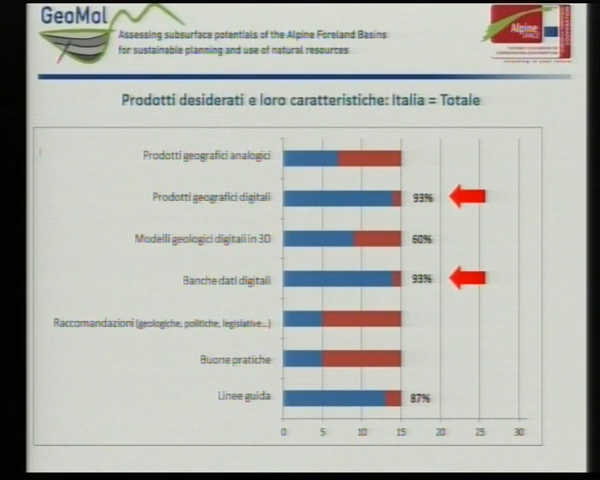 GeoMol
Assessing subsurface potentials of the Alpine Foreland Basins
for sustainable planning and use of natural resources
Alpine
SPACE
Prodotti desiderati e loro caratteristiche: Italia = Totale
Prodotti geografici analogici
Prodotti geografici digitali
93%
Modelli geologici digitali in 3D
60%
Banche dati digitali
93%
Raccomandazioni (geologiche, politiche, legislative...)
Buone pratiche
Linee guida
87%
0 5 10 15 20 25 30